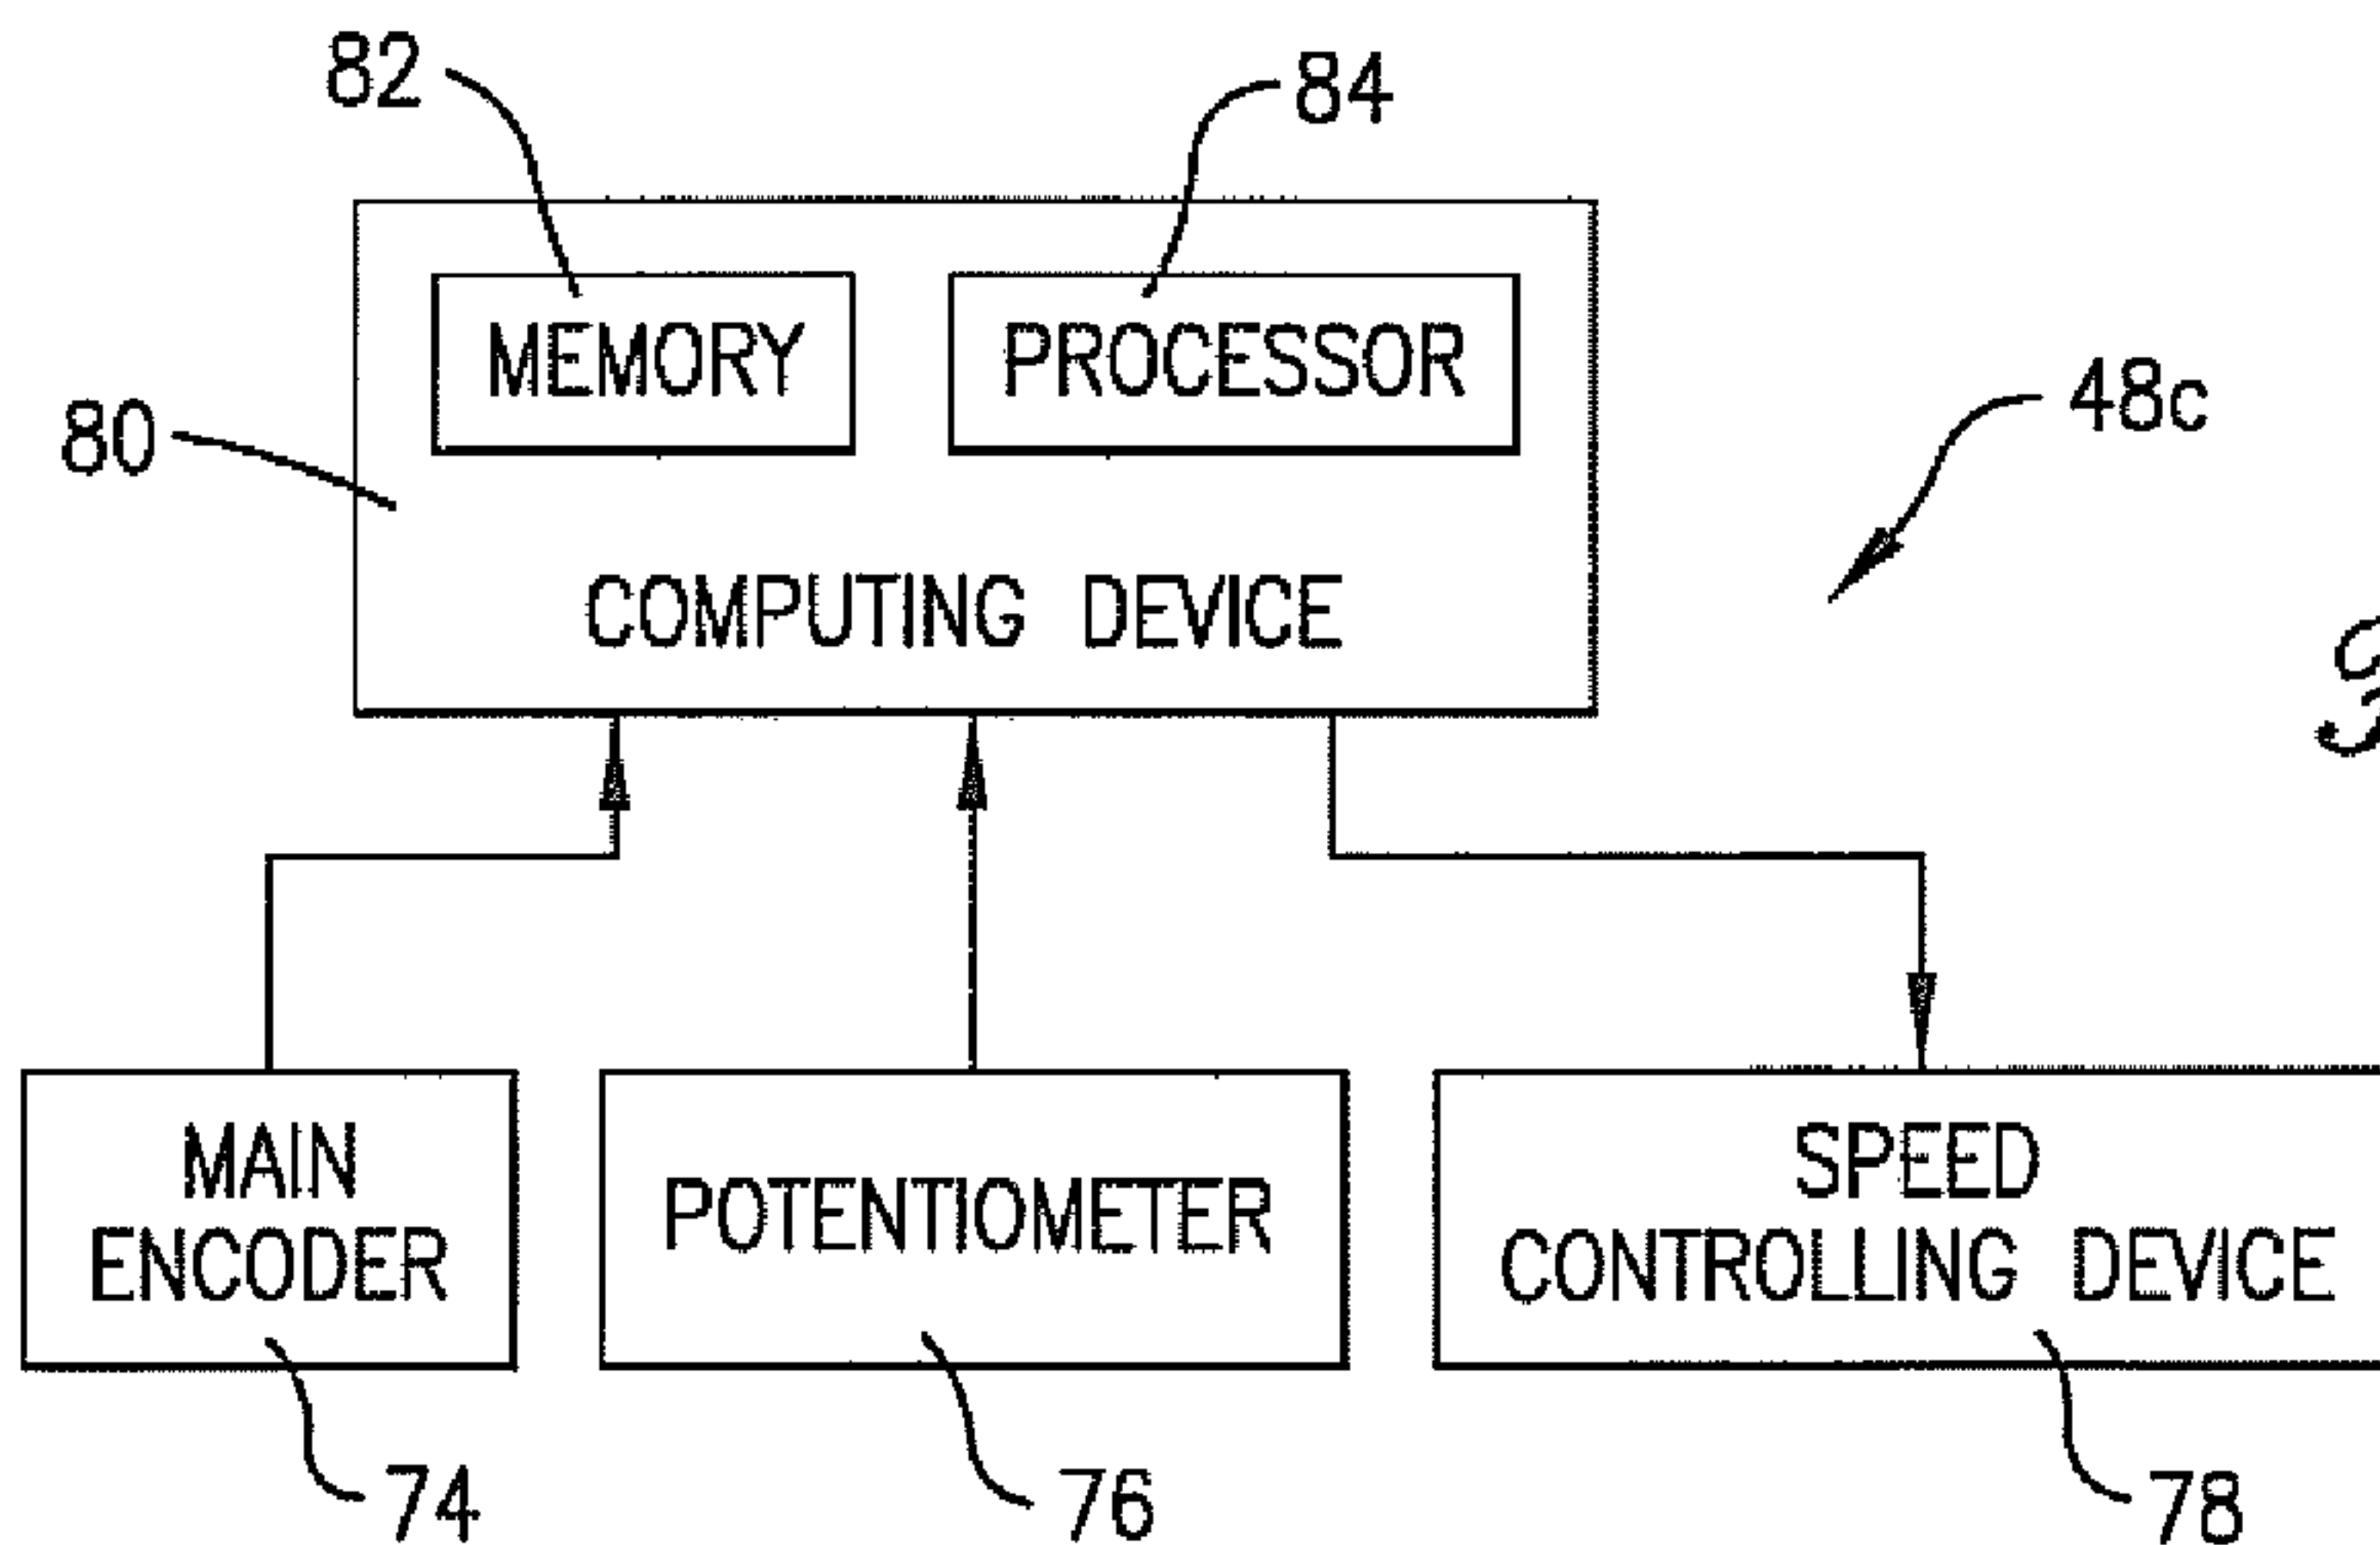 82
84
MEMORY
PROCESSOR
80
48c
COMPUTING DEVICE
MAIN
ENCODER
POTENTIOMETER
SPEED
CONTROLLING DEVICE
74
76
78